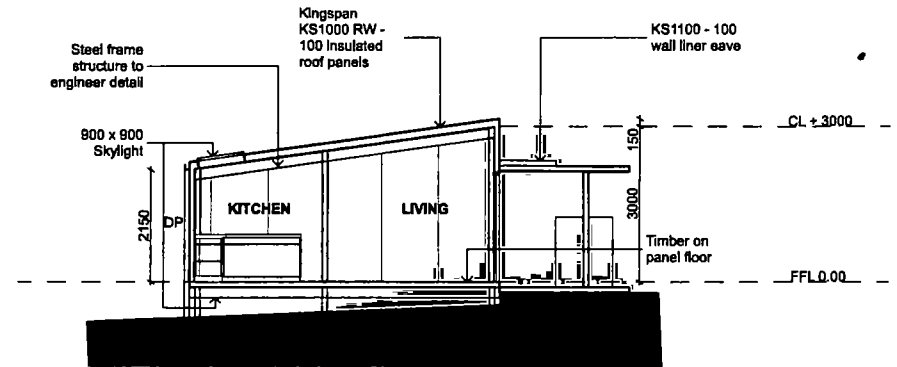 Kingspan
KS1000 RW -
100 Insulated
roof panels
KS1100 - 100
wall liner eave
Steel frame
structure to
engineer detail
900 x 900
Skylight
CL + 3000
150
3000
2150
DP
KITCHEN
LIVING
Timber on
panel floor
FFL 0.00